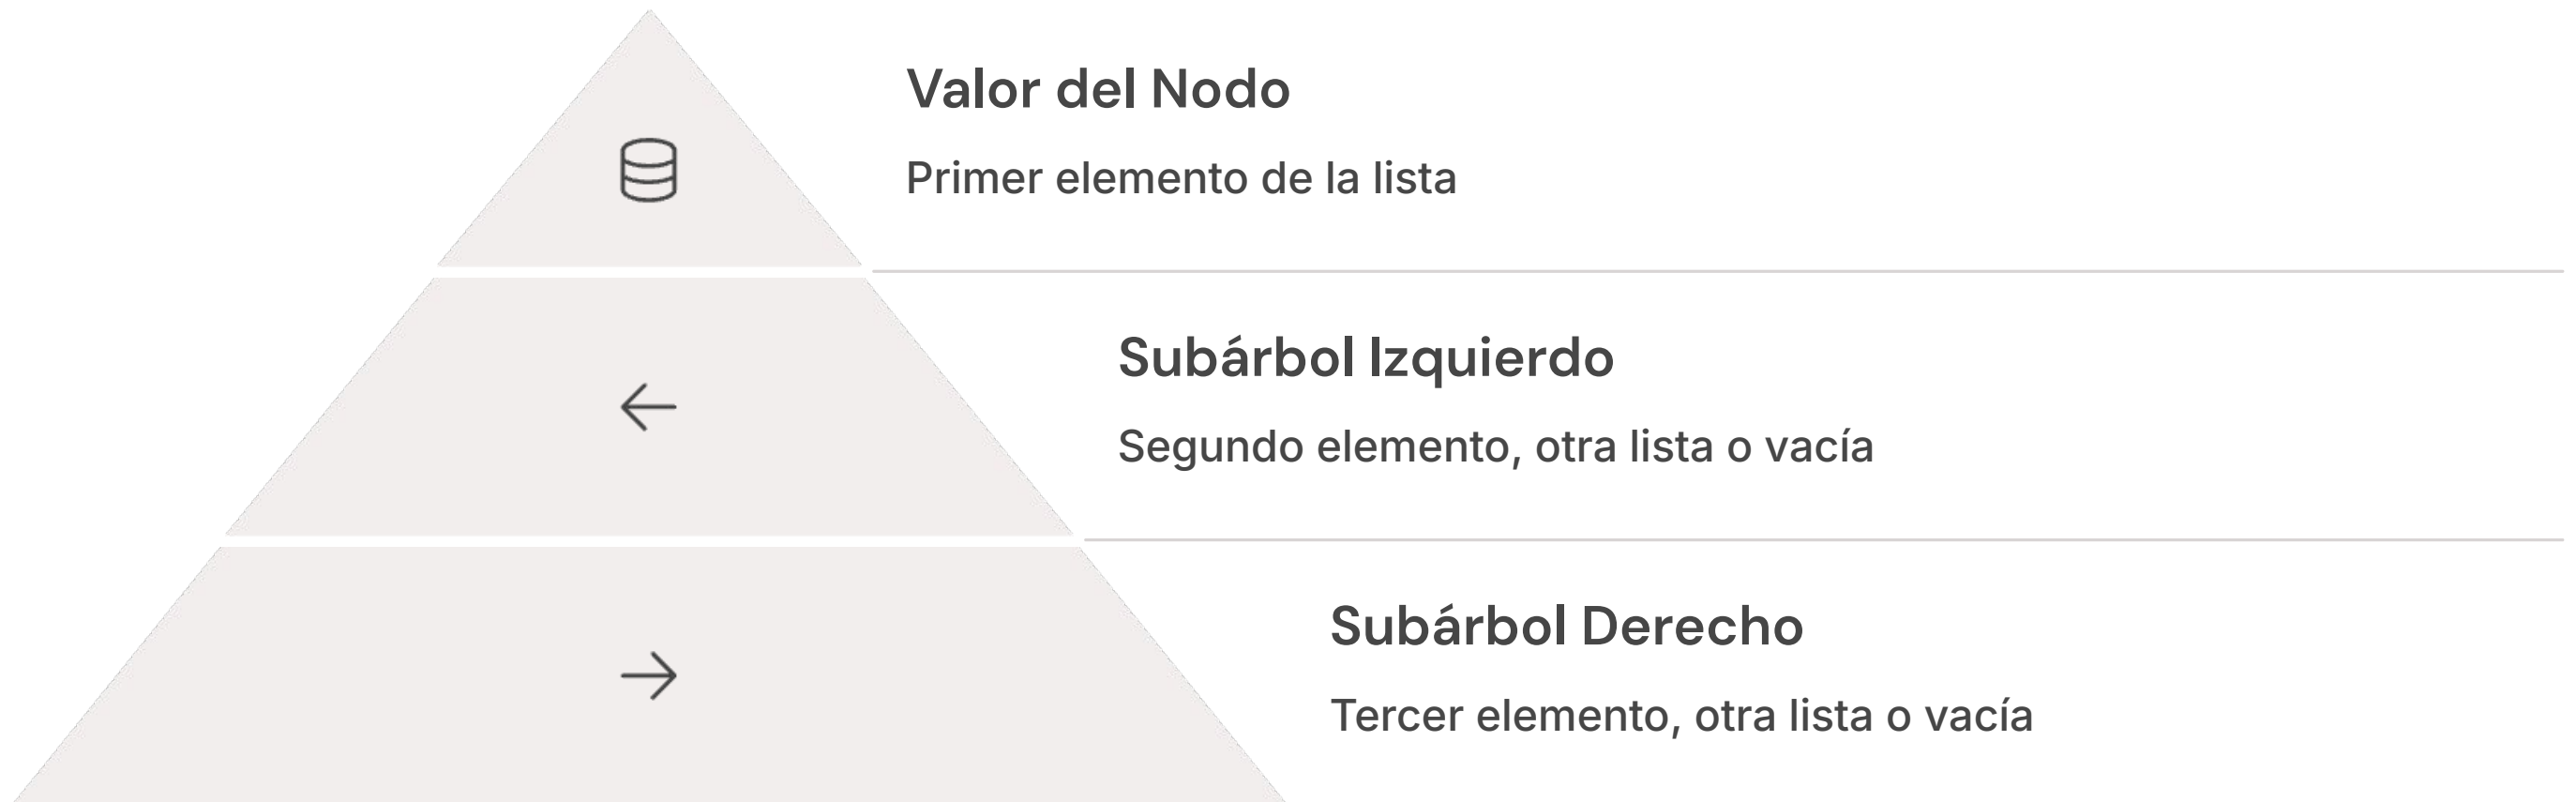 Valor del Nodo
Primer elemento de la lista
Subárbol Izquierdo
Segundo elemento, otra lista o vacía
Subárbol Derecho
Tercer elemento, otra lista o vacía